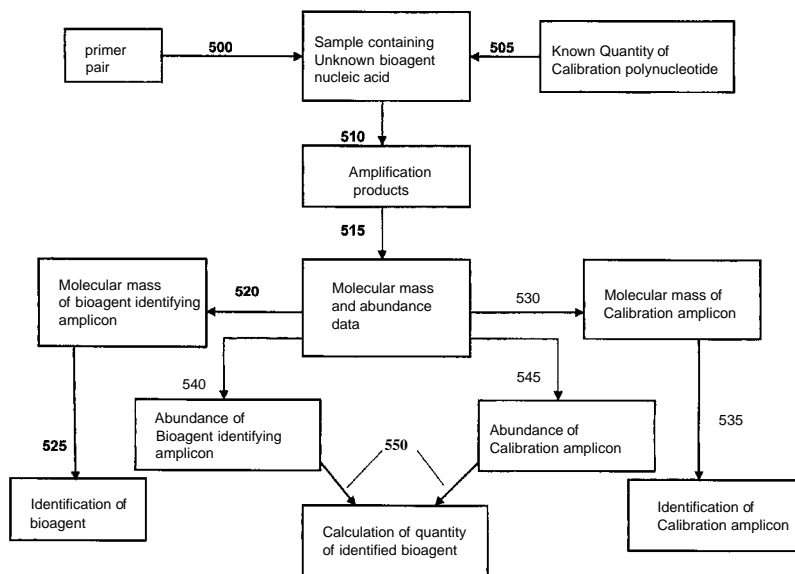 primer
pair
500
Sample containing
Unknown bioagent
nucleic acid
505
Known Quantity of
Calibration polynucleotide
510
Amplification
products
515
Molecular mass
of bioagent identifying
amplicon
520
Molecular mass
and abundance
data
530
Molecular mass of
Calibration amplicon
540
545
Abundance of
Bioagent identifying
amplicon
Abundance of
Calibration amplicon
525
550
535
Identification of
bioagent
Calculation of quantity
of identified bioagent
Identification of
Calibration amplicon